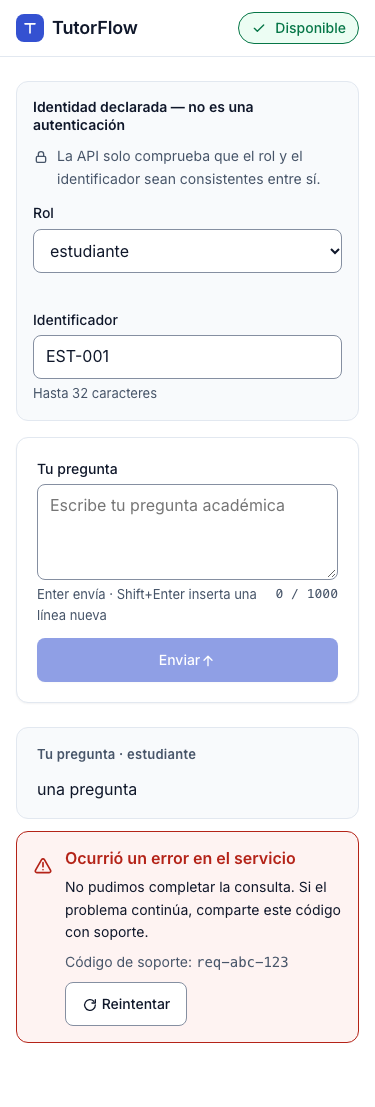 TutorFlow
Disponible
Identidad declarada — no es una
autenticación
La API solo comprueba que el rol y el
identificador sean consistentes entre sí.
Rol
estudiante
Identificador
EST-001
Hasta 32 caracteres
Tu pregunta
Escribe tu pregunta académica
Enter envía · Shift+Enter inserta una
línea nueva
0 / 1000
Enviar↑
Tu pregunta · estudiante
una pregunta
Ocurrió un error en el servicio
No pudimos completar la consulta. Si el
problema continúa, comparte este código
con soporte.
Código de soporte: req-abc-123
Reintentar